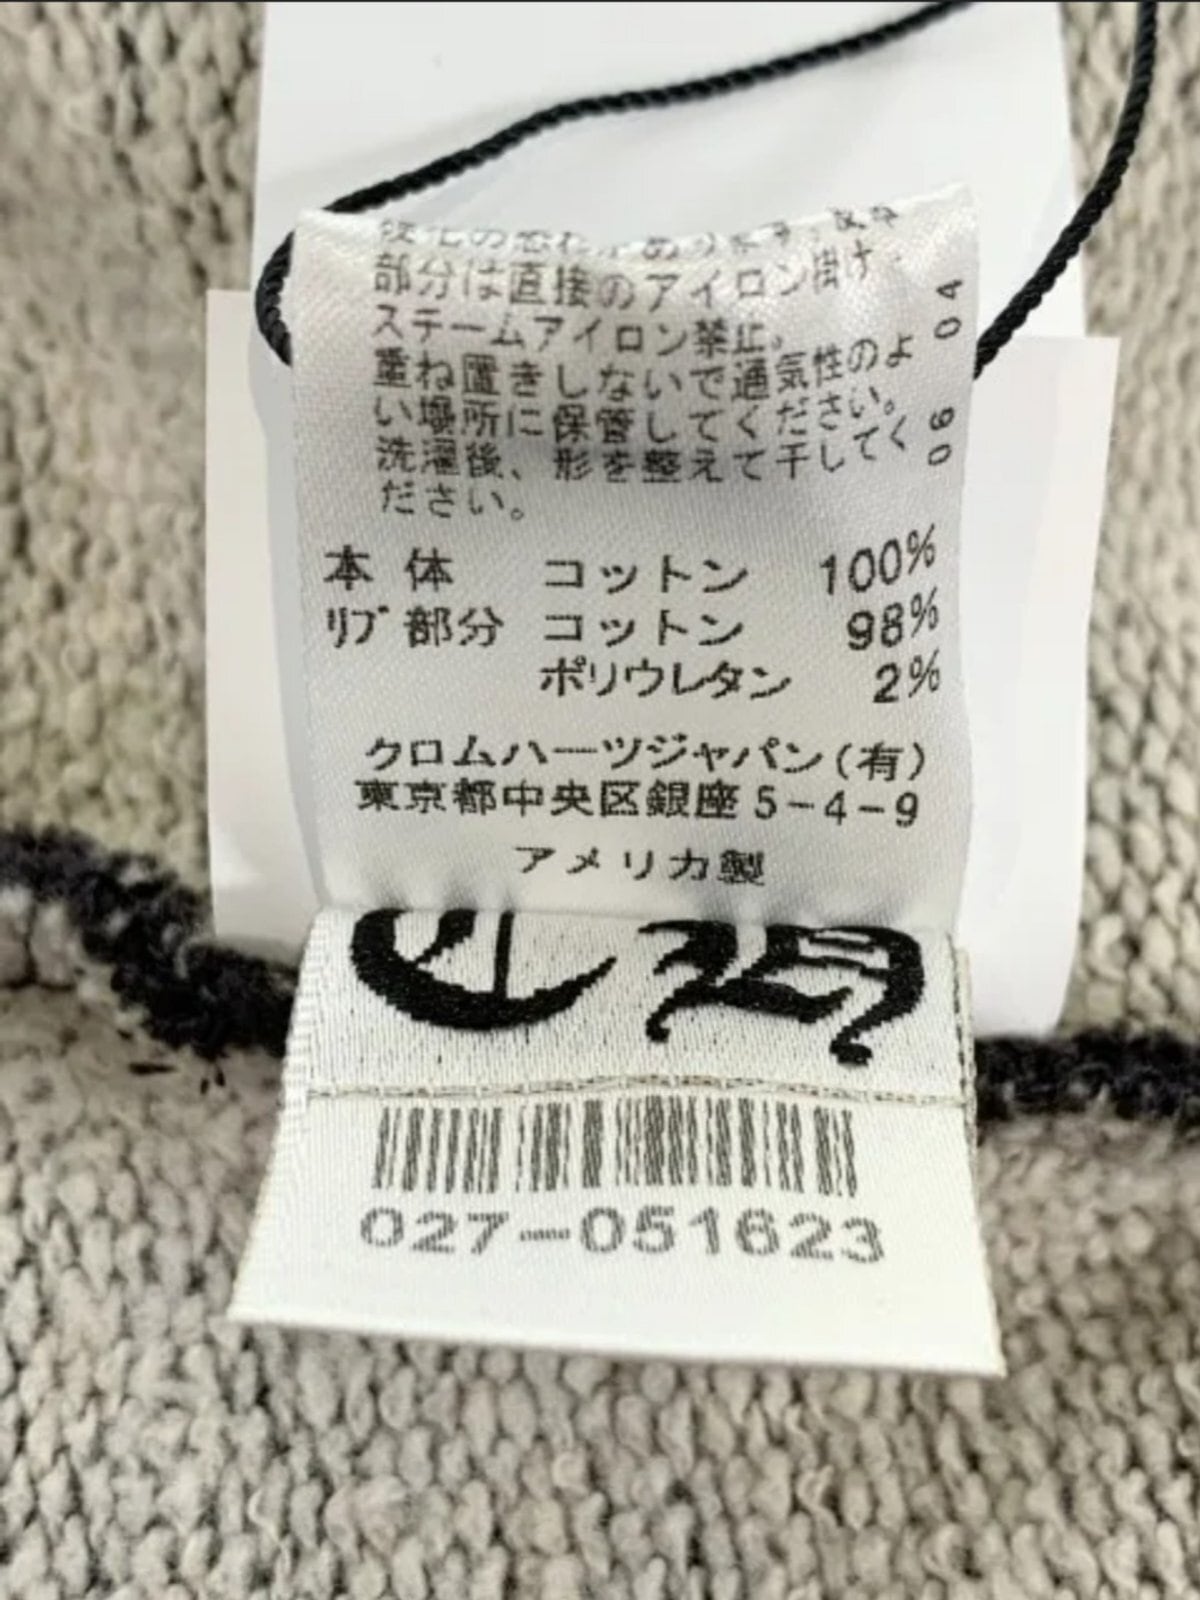 部分は直接のアイロン掛け、
スチームアイロン禁止。
重ね置きしないで通気性のよ
い場所に保管してください。
洗濯後、形を整えて干してく
ださい。
06 04
本体 コットン 100%
リブ部分 コットン 98%
ポリウレタン 2%
クロムハーツジャパン(有)
東京都中央区銀座5-4-9
アメリカ製
CH
027-051623